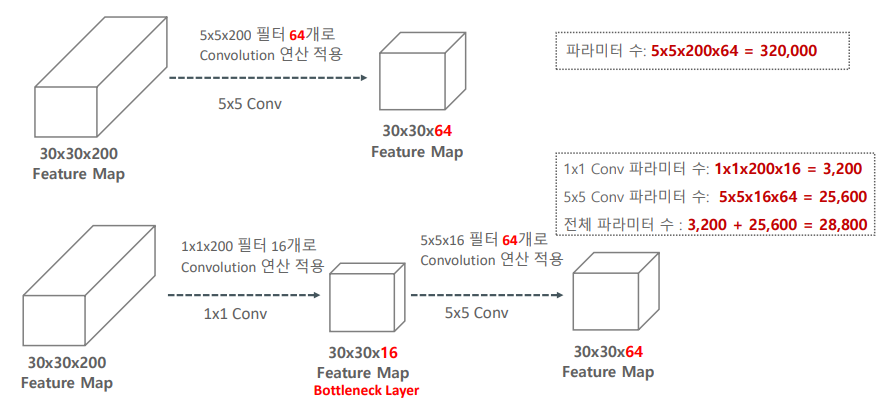 5x5x200 필터 64개로
Convolution 연산 적용
5x5 Conv
30x30x200
Feature Map
30x30x64
Feature Map
파라미터 수: 5x5x200x64 = 320,000
1x1 Conv 파라미터 수: 1x1x200x16 = 3,200
5x5 Conv 파라미터 수: 5x5x16x64 = 25,600
전체 파라미터 수 : 3,200 + 25,600 = 28,800
1x1x200 필터 16개로
Convolution 연산 적용
1x1 Conv
5x5x16 필터 64개로
Convolution 연산 적용
5x5 Conv
30x30x200
Feature Map
30x30x16
Feature Map
Bottleneck Layer
30x30x64
Feature Map